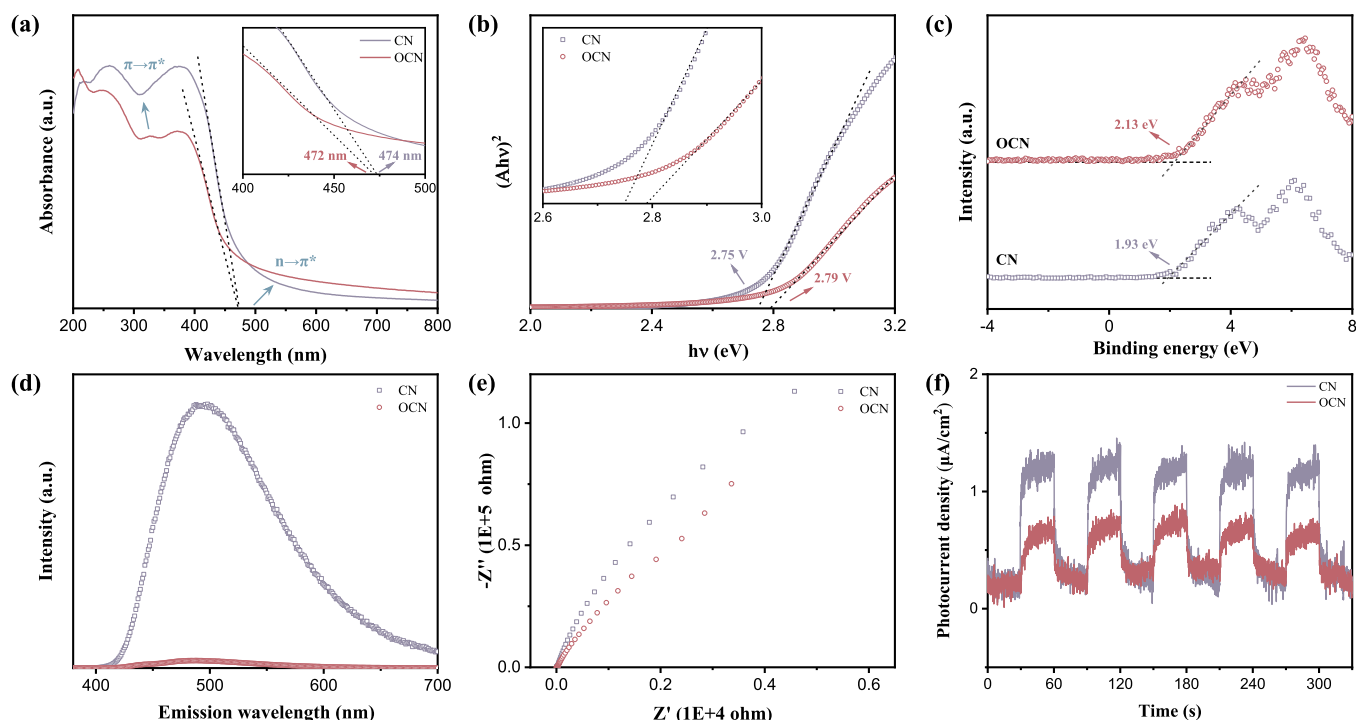 (a)
CN
OCN
π→π*
n→π*
472 nm
474 nm
400
450
500
200
300
400
500
600
700
800
Wavelength (nm)
Absorbance (a.u.)
(b)
CN
OCN
2.6
2.8
3.0
2.75 V
2.79 V
2.0
2.4
2.8
3.2
hν (eV)
(Ahν)²
(c)
OCN
2.13 eV
CN
1.93 eV
-4
0
4
8
Binding energy (eV)
Intensity (a.u.)
(d)
CN
OCN
400
500
600
700
Emission wavelength (nm)
Intensity (a.u.)
(e)
CN
OCN
1.0
0.5
0.0
0.0
0.2
0.4
0.6
Z' (1E+4 ohm)
-Z'' (1E+5 ohm)
(f)
CN
OCN
2
1
0
0
60
120
180
240
300
Time (s)
Photocurrent density (μA/cm²)